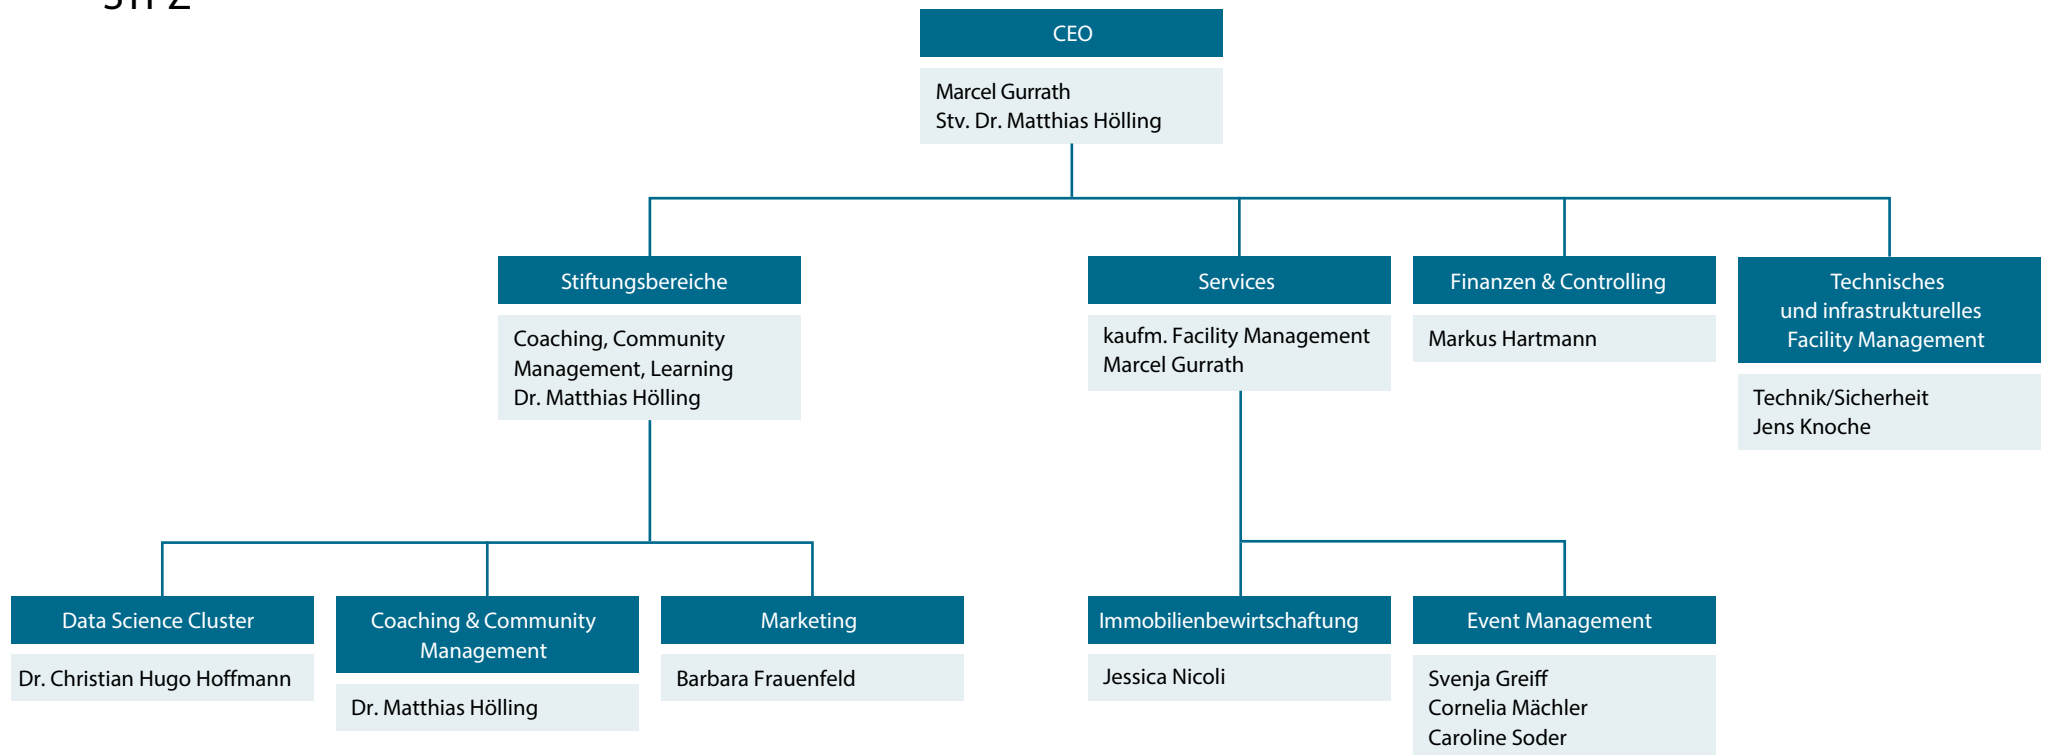 CEO
Marcel Gurrath
Stv. Dr. Matthias Hölling
Stiftungsbereiche
Coaching, Community
Management, Learning
Dr. Matthias Hölling
Services
kaufm. Facility Management
Marcel Gurrath
Finanzen & Controlling
Markus Hartmann
Technisches
und infrastrukturelles
Facility Management
Technik/Sicherheit
Jens Knoche
Data Science Cluster
Dr. Christian Hugo Hoffmann
Coaching & Community
Management
Dr. Matthias Hölling
Marketing
Barbara Frauenfeld
Immobilienbewirtschaftung
Jessica Nicoli
Event Management
Svenja Greiff
Cornelia Mächler
Caroline Soder